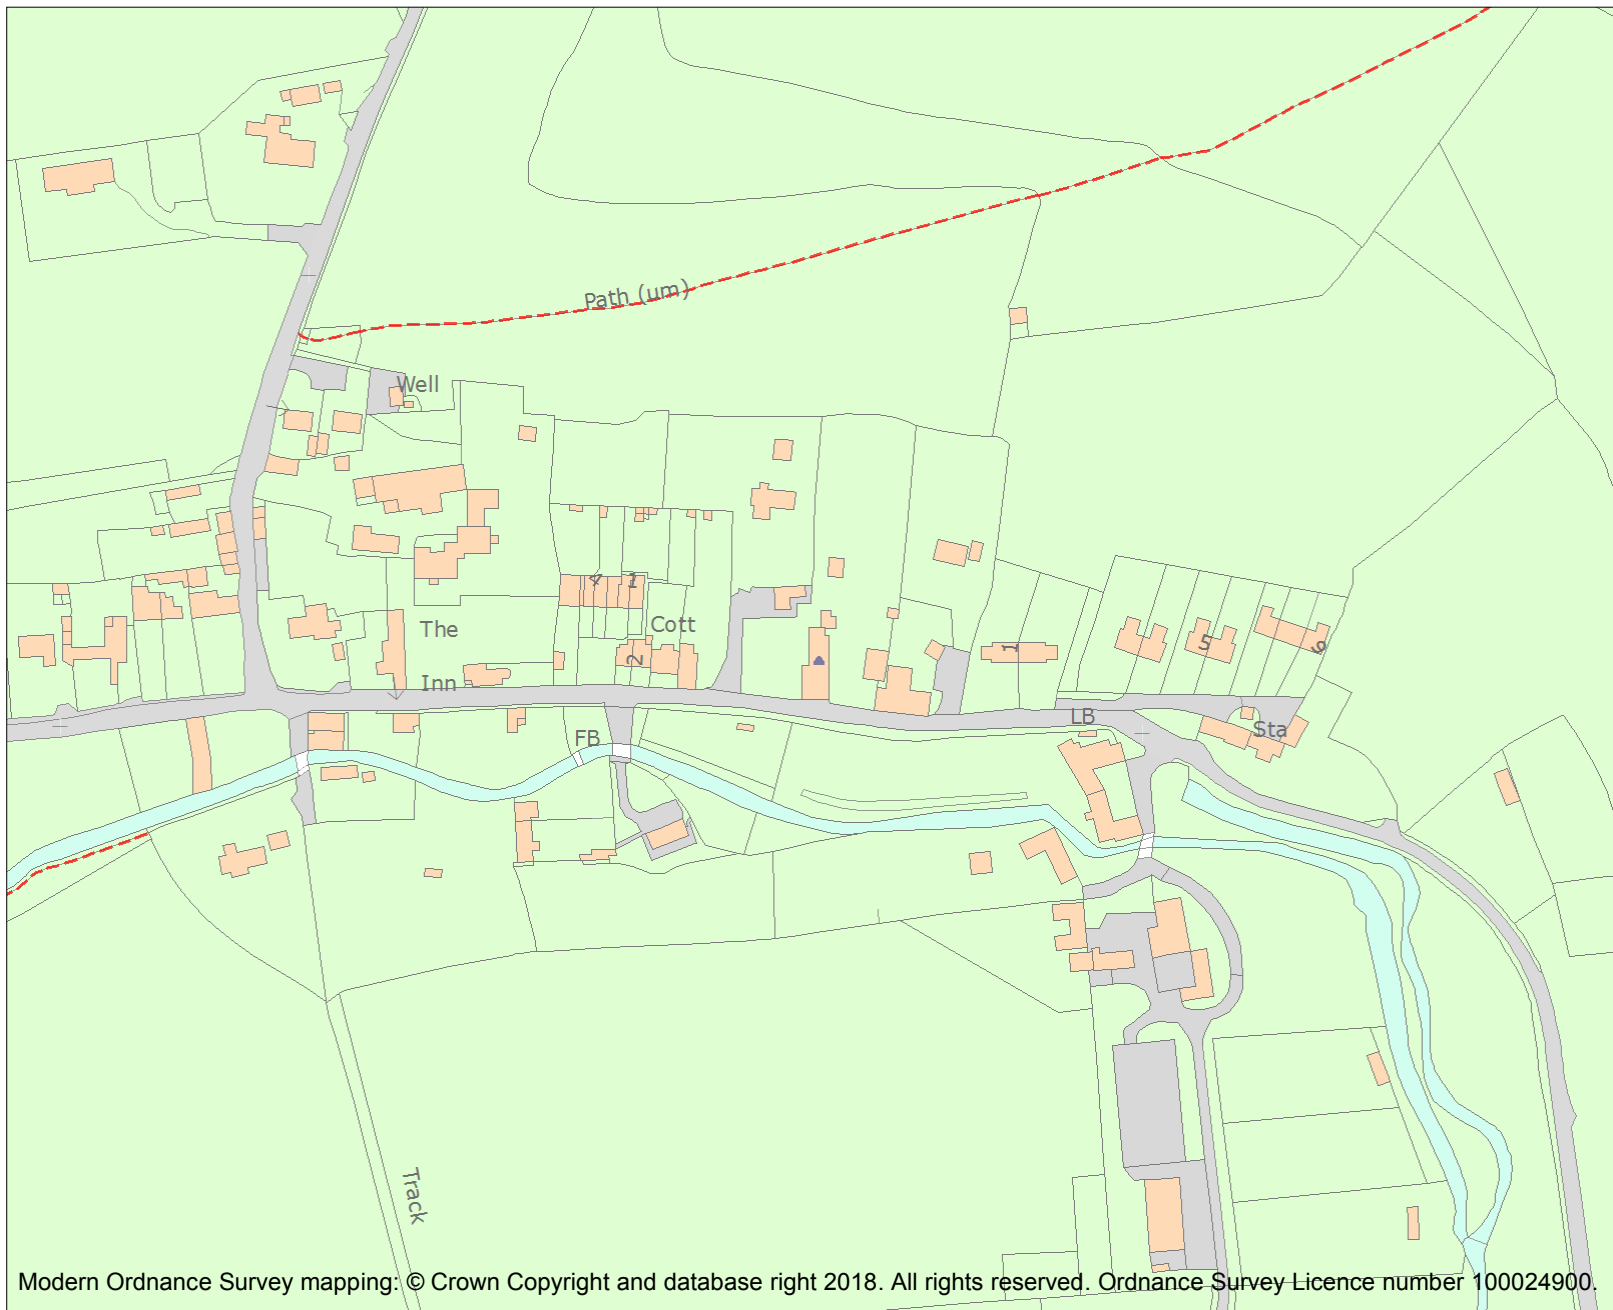 Path (um)
Well
4
1
The
Cott
2
1
5
9
Inn
LB
Sta
FB
Track
Modern Ordnance Survey mapping: © Crown Copyright and database right 2018. All rights reserved. Ordnance Survey Licence number 100024900.